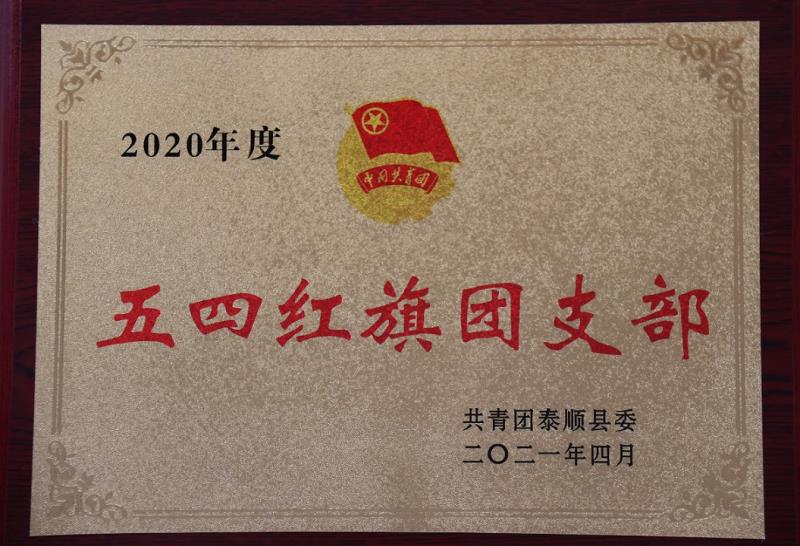 2020年度
中国共青团
五四红旗团支部
共青团泰顺县委
二〇二一年四月